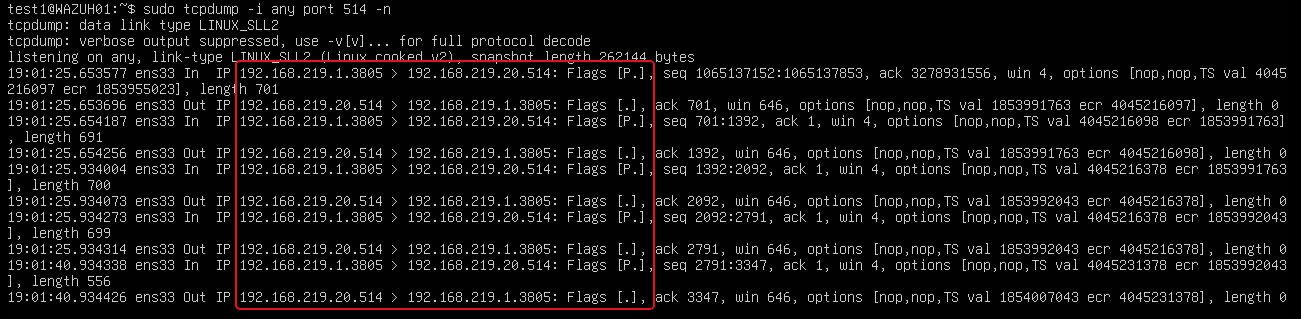 test1@WAZUH01:~$ sudo tcpdump -i any port 514 -n
tcpdump: data link type LINUX_SLL2
tcpdump: verbose output suppressed, use -v[v]... for full protocol decode
listening on any, link-type LINUX_SLL2 (Linux cooked v2), snapshot length 262144 bytes
19:01:25.653577 ens33 In  IP 192.168.219.1.3805 > 192.168.219.20.514: Flags [P.], seq 1065137152:1065137853, ack 3278931556, win 4, options [nop,nop,TS val 4045
216097 ecr 1853955023], length 701
19:01:25.653696 ens33 Out IP 192.168.219.20.514 > 192.168.219.1.3805: Flags [.], ack 701, win 646, options [nop,nop,TS val 1853991763 ecr 4045216097], length 0
19:01:25.654187 ens33 In  IP 192.168.219.1.3805 > 192.168.219.20.514: Flags [P.], seq 701:1392, ack 1, win 4, options [nop,nop,TS val 4045216098 ecr 1853991763]
, length 691
19:01:25.654256 ens33 Out IP 192.168.219.20.514 > 192.168.219.1.3805: Flags [.], ack 1392, win 646, options [nop,nop,TS val 1853991763 ecr 4045216098], length 0
19:01:25.934004 ens33 In  IP 192.168.219.1.3805 > 192.168.219.20.514: Flags [P.], seq 1392:2092, ack 1, win 4, options [nop,nop,TS val 4045216378 ecr 1853991763
], length 700
19:01:25.934073 ens33 Out IP 192.168.219.20.514 > 192.168.219.1.3805: Flags [.], ack 2092, win 646, options [nop,nop,TS val 1853992043 ecr 4045216378], length 0
19:01:25.934273 ens33 In  IP 192.168.219.1.3805 > 192.168.219.20.514: Flags [P.], seq 2092:2791, ack 1, win 4, options [nop,nop,TS val 4045216378 ecr 1853992043
], length 699
19:01:25.934314 ens33 Out IP 192.168.219.20.514 > 192.168.219.1.3805: Flags [.], ack 2791, win 646, options [nop,nop,TS val 1853992043 ecr 4045216378], length 0
19:01:40.934338 ens33 In  IP 192.168.219.1.3805 > 192.168.219.20.514: Flags [P.], seq 2791:3347, ack 1, win 4, options [nop,nop,TS val 4045231378 ecr 1853992043
], length 556
19:01:40.934426 ens33 Out IP 192.168.219.20.514 > 192.168.219.1.3805: Flags [.], ack 3347, win 646, options [nop,nop,TS val 1854007043 ecr 4045231378], length 0